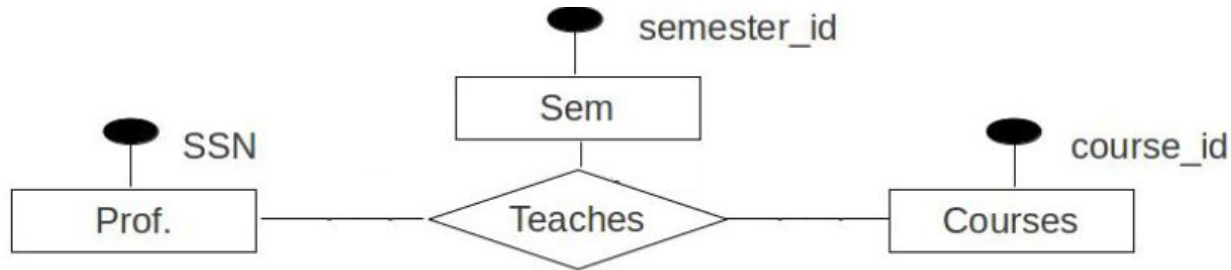 semester_id
Sem
SSN
course_id
Prof.
Teaches
Courses